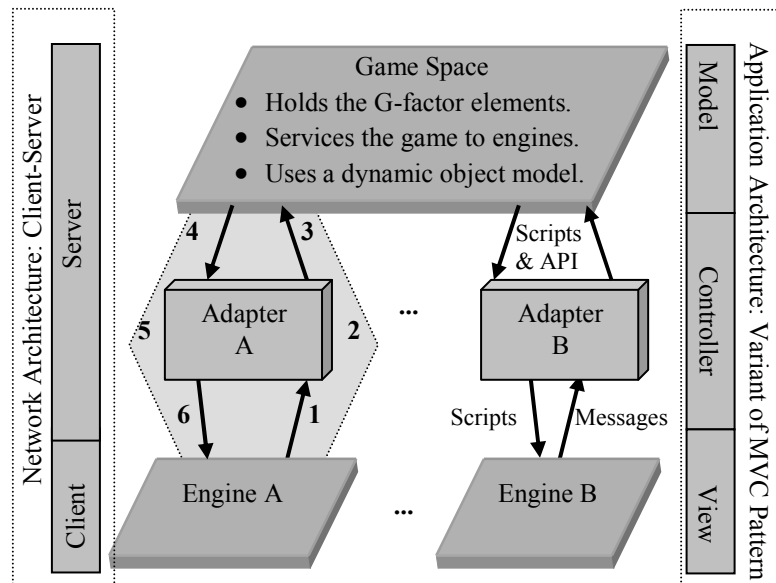 Network Architecture: Client-Server
Server
Client
Game Space
• Holds the G-factor elements.
• Services the game to engines.
• Uses a dynamic object model.
4
3
Scripts
& API
5
Adapter
A
2
...
Adapter
B
6
1
Scripts
Messages
Engine A
...
Engine B
Model
Controller
View
Application Architecture: Variant of MVC Pattern